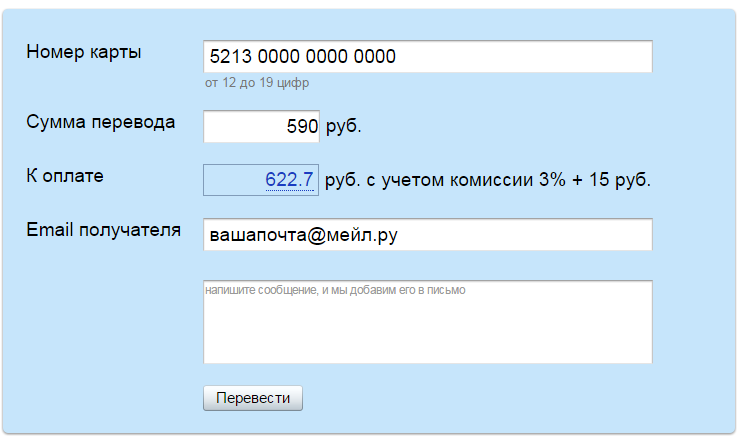 Номер карты 5213 0000 0000 0000
от 12 до 19 цифр
Сумма перевода 590 руб.
К оплате 622.7 руб. с учетом комиссии 3% + 15 руб.
Email получателя вашапочта@мейл.ру
напишите сообщение, и мы добавим его в письмо
Перевести